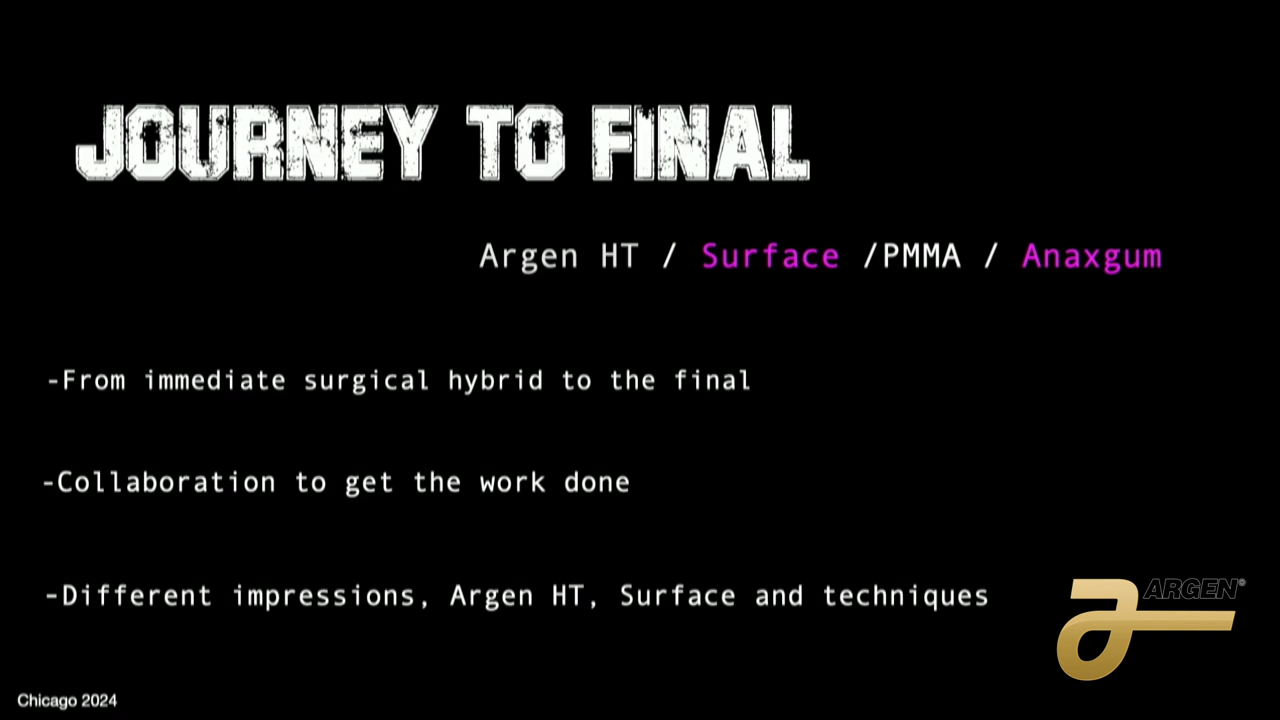 JOURNEY TO FINAL
Argen HT / Surface /PMMA / Anaxgum
-From immediate surgical hybrid to the final
-Collaboration to get the work done
-Different impressions, Argen HT, Surface and techniques
ARGEN®
Chicago 2024